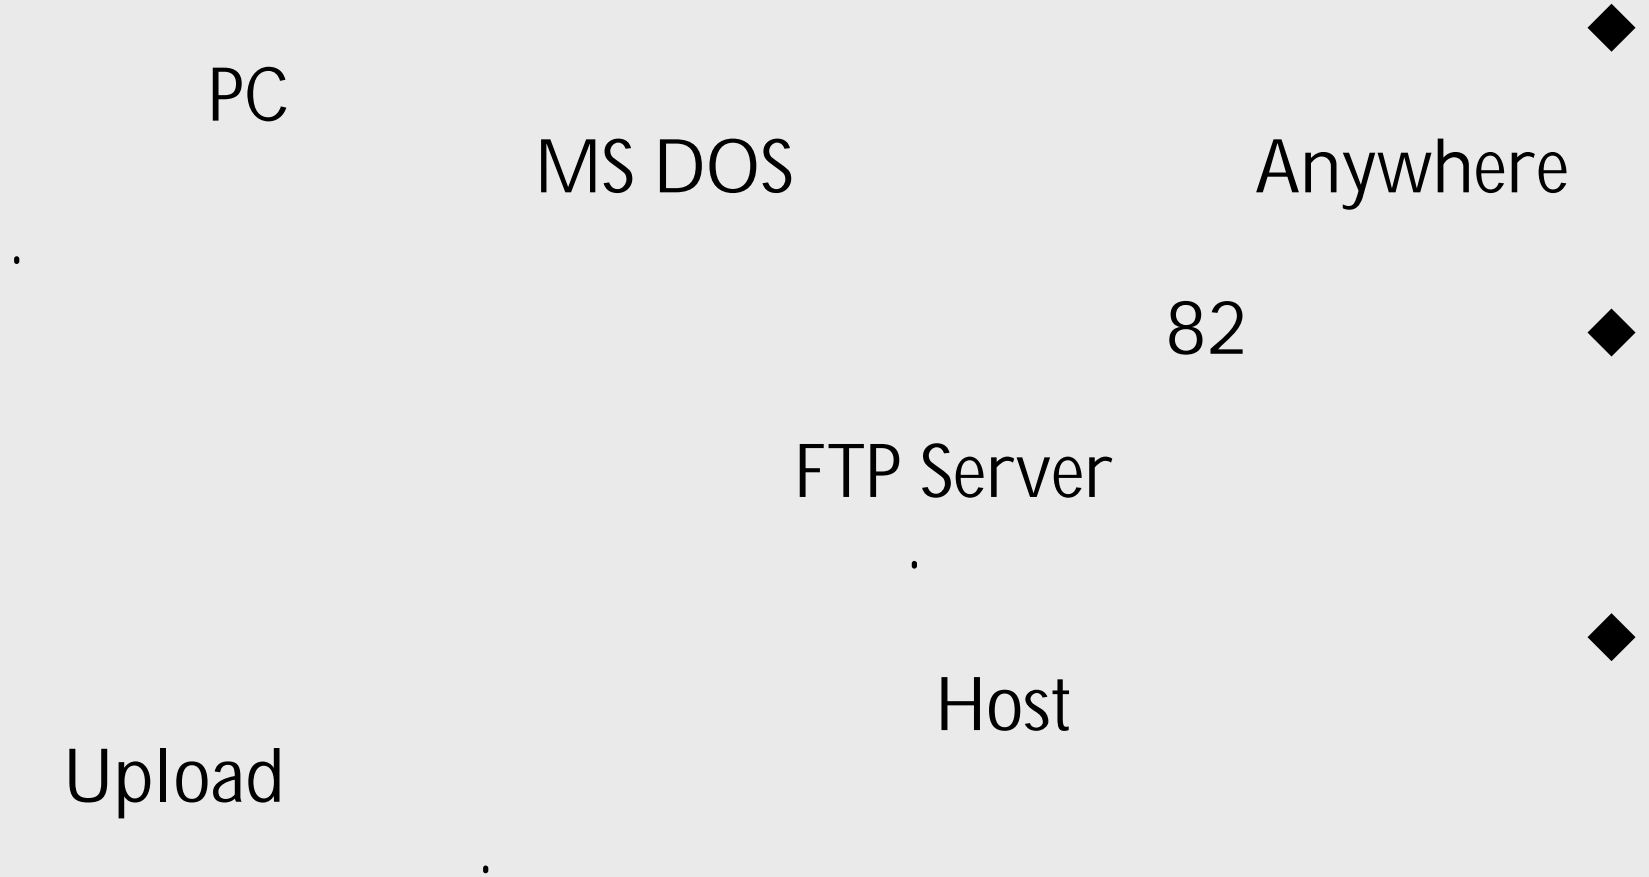 ◆
PC
Anywhere MS DOS
.
◆ 82
FTP Server
.
◆
Host
Upload
.